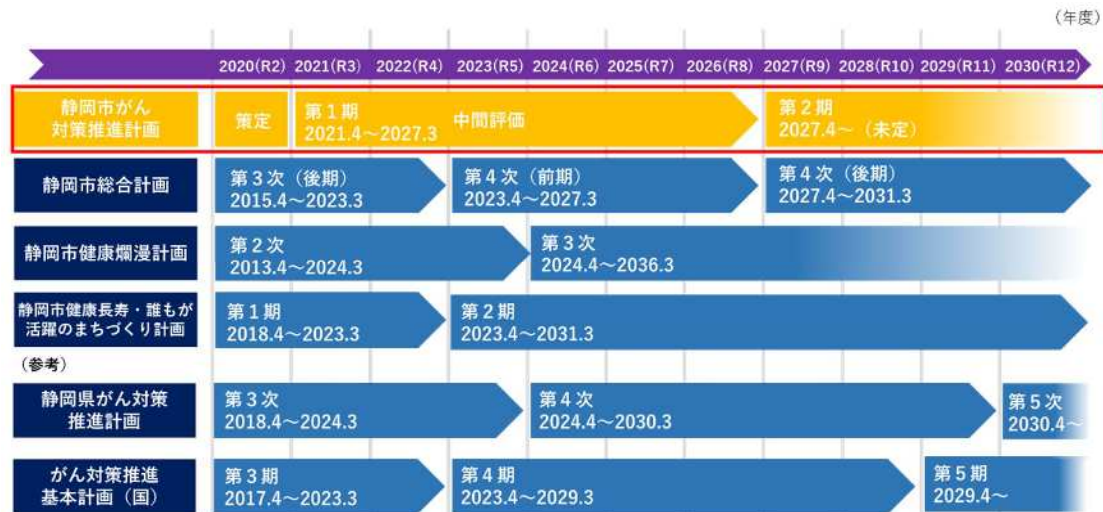 （年度）
2020(R2) 2021(R3) 2022(R4) 2023(R5) 2024(R6) 2025(R7) 2026(R8) 2027(R9) 2028(R10) 2029(R11) 2030(R12)
静岡市がん
対策推進計画
策定
第１期
2021.4～2027.3
中間評価
第２期
2027.4～（未定）
静岡市総合計画
第３次（後期）
2015.4～2023.3
第４次（前期）
2023.4～2027.3
第４次（後期）
2027.4～2031.3
静岡市健康爛漫計画
第２次
2013.4～2024.3
第３次
2024.4～2036.3
静岡市健康長寿・誰もが
活躍のまちづくり計画
第１期
2018.4～2023.3
第２期
2023.4～2031.3
（参考）
静岡県がん対策
推進計画
第３次
2018.4～2024.3
第４次
2024.4～2030.3
第５次
2030.4～
がん対策推進
基本計画（国）
第３期
2017.4～2023.3
第４期
2023.4～2029.3
第５期
2029.4～